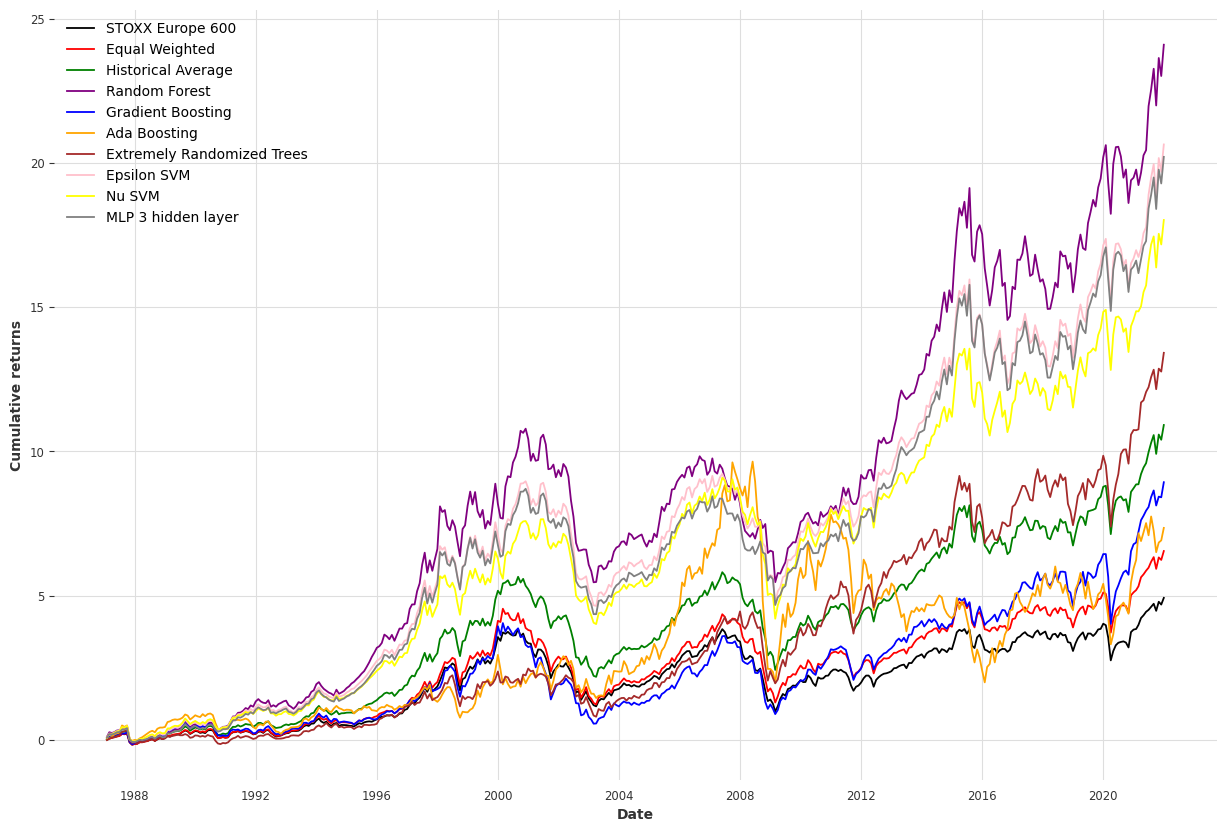 25
20
15
10
5
0
Cumulative returns
STOXX Europe 600
Equal Weighted
Historical Average
Random Forest
Gradient Boosting
Ada Boosting
Extremely Randomized Trees
Epsilon SVM
Nu SVM
MLP 3 hidden layer
1988 1992 1996 2000 2004 2008 2012 2016 2020
Date